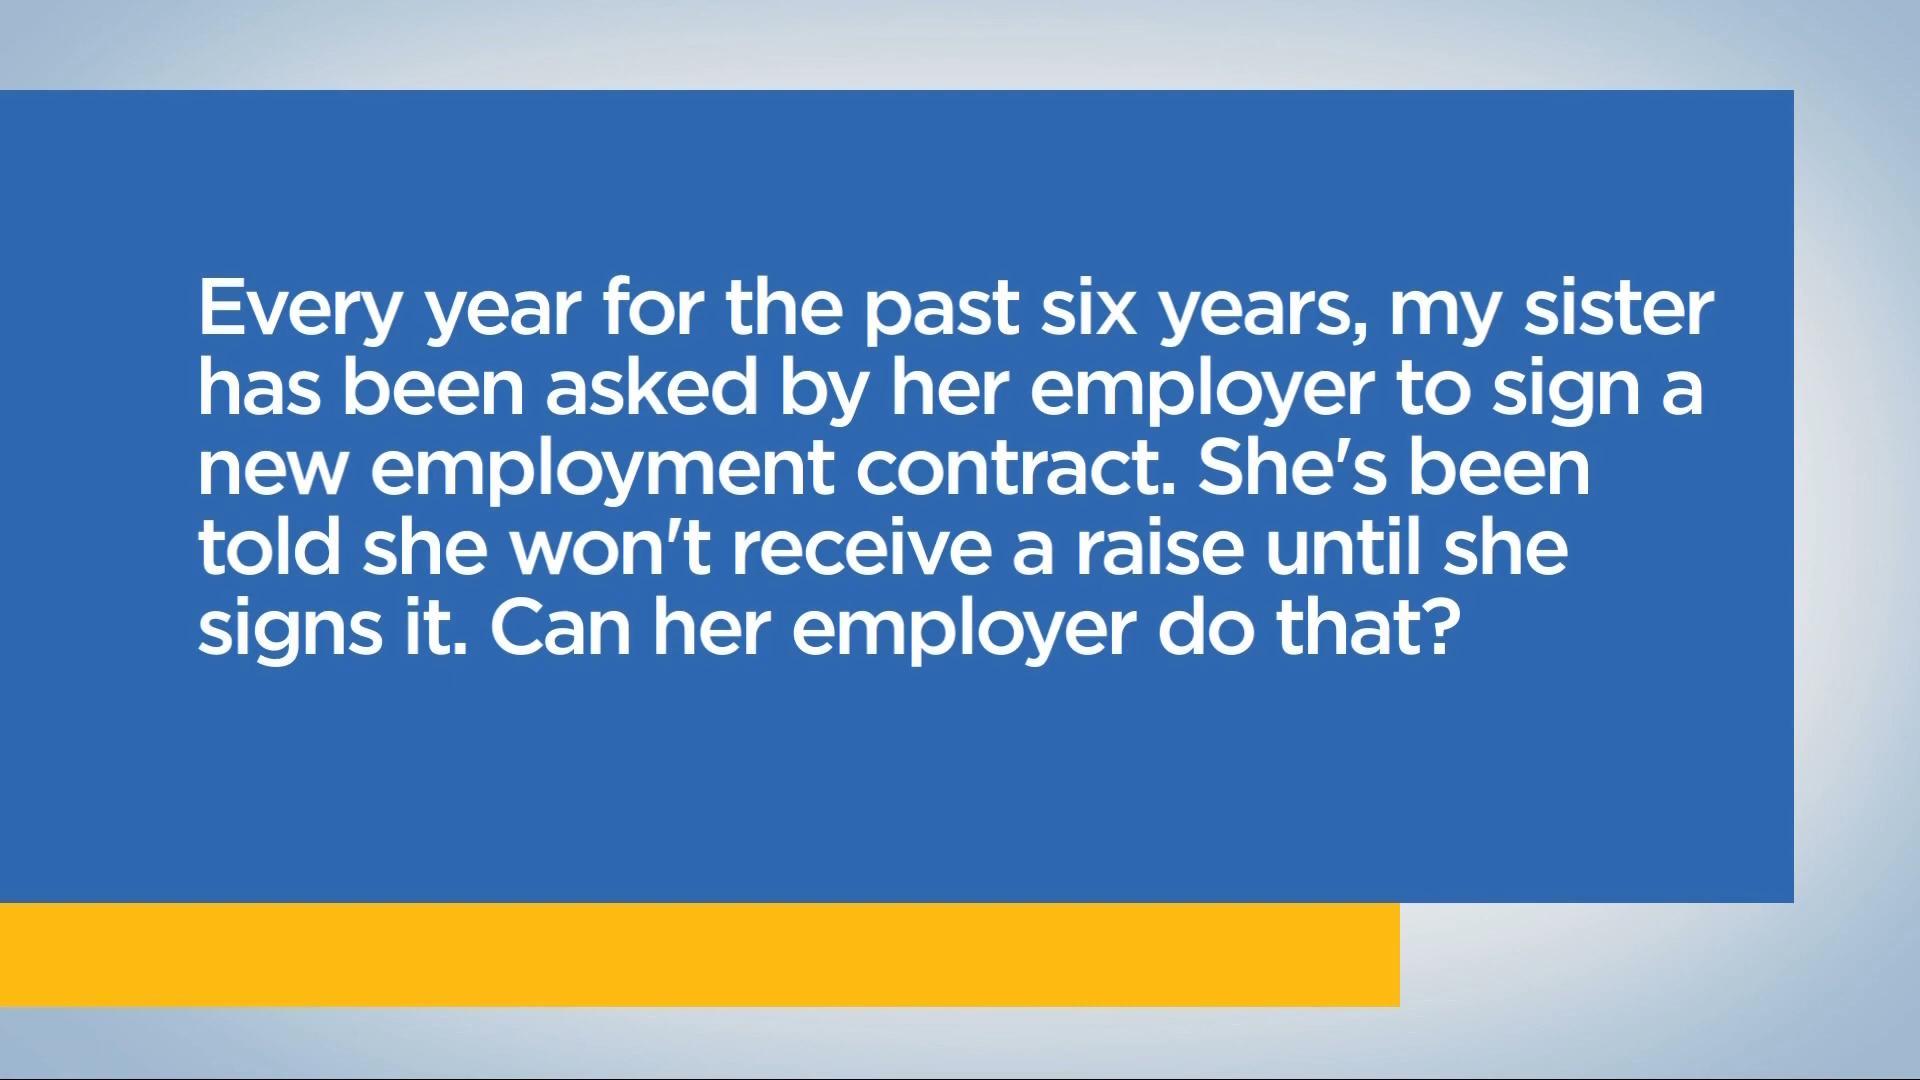 Every year for the past six years, my sister
has been asked by her employer to sign a
new employment contract. She's been
told she won't receive a raise until she
signs it. Can her employer do that?